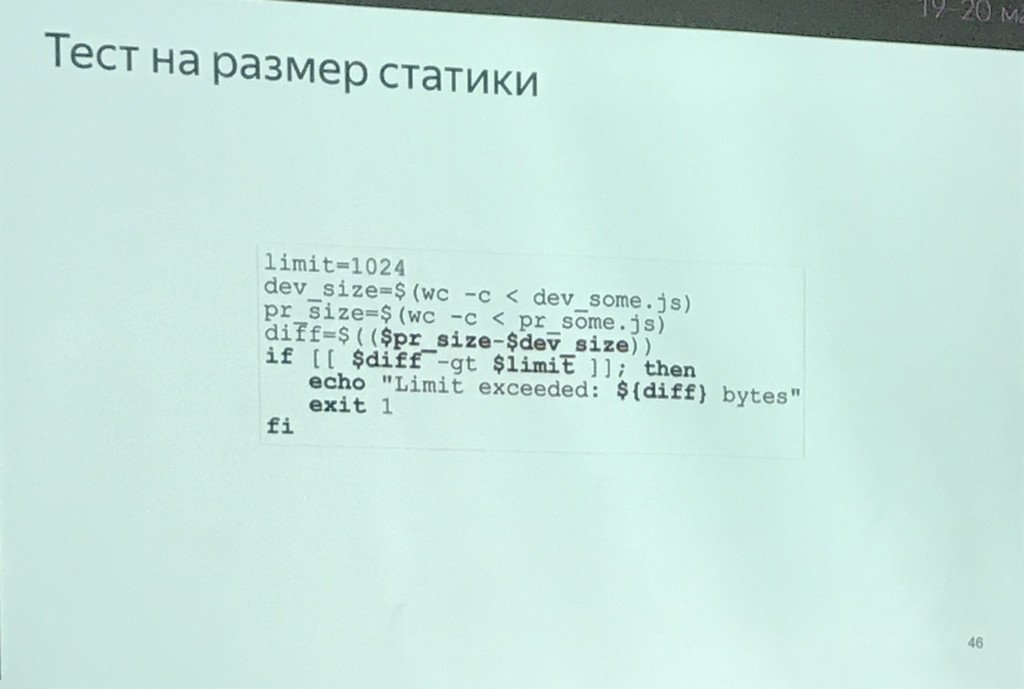 19-20
Тест на размер статики
limit=1024
dev_size=$(wc -c < dev_some.js)
pr_size=$(wc -c < pr_some.js)
diff=$(($pr_size-$dev_size))
if [[ $diff -gt $limit ]]; then
echo "Limit exceeded: ${diff} bytes"
exit 1
fi
46